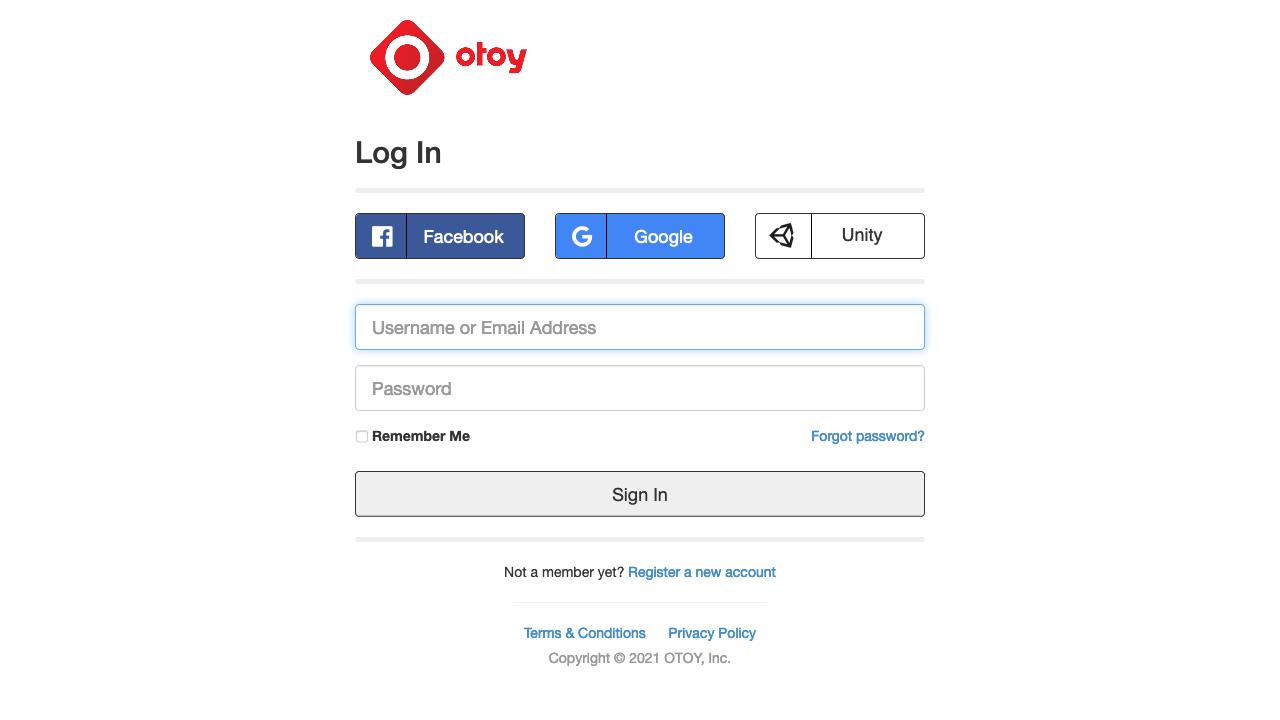 otoy
Log In
Facebook
Google
Unity
Username or Email Address
Password
Remember Me
Forgot password?
Sign In
Not a member yet? Register a new account
Terms & Conditions Privacy Policy
Copyright © 2021 OTOY, Inc.